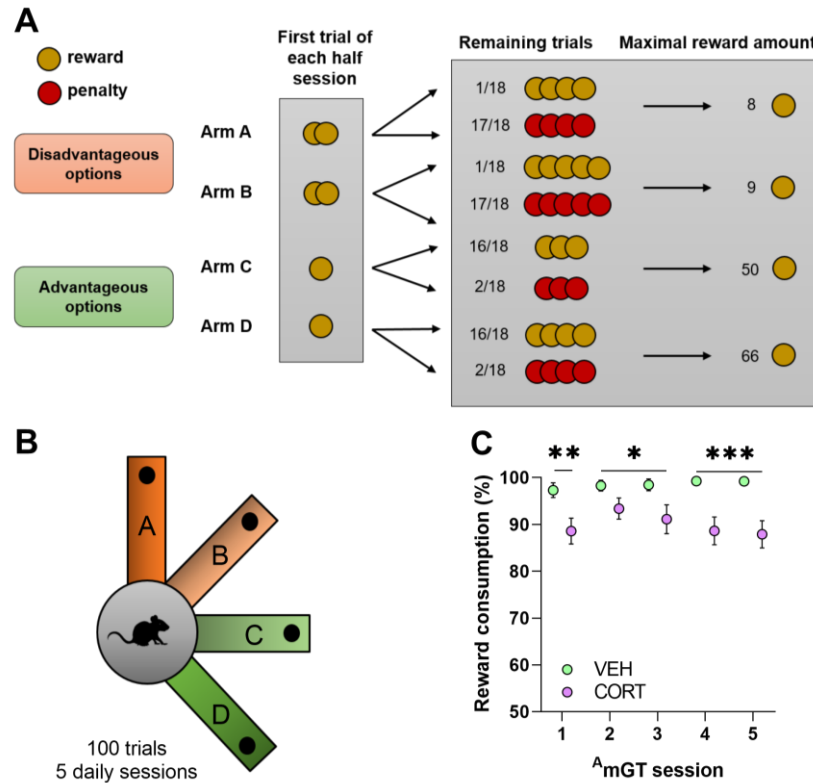 A
reward
penalty
First trial of
each half
session
Remaining trials
Maximal reward amount
Disadvantageous
options
Advantageous
options
Arm A
1/18
17/18
8
Arm B
1/18
17/18
9
Arm C
16/18
2/18
50
Arm D
16/18
2/18
66
B
A
B
C
D
100 trials
5 daily sessions
C
** * ***
Reward consumption (%)
100
90
80
70
60
50
VEH
CORT
1 2 3 4 5
AmGT session